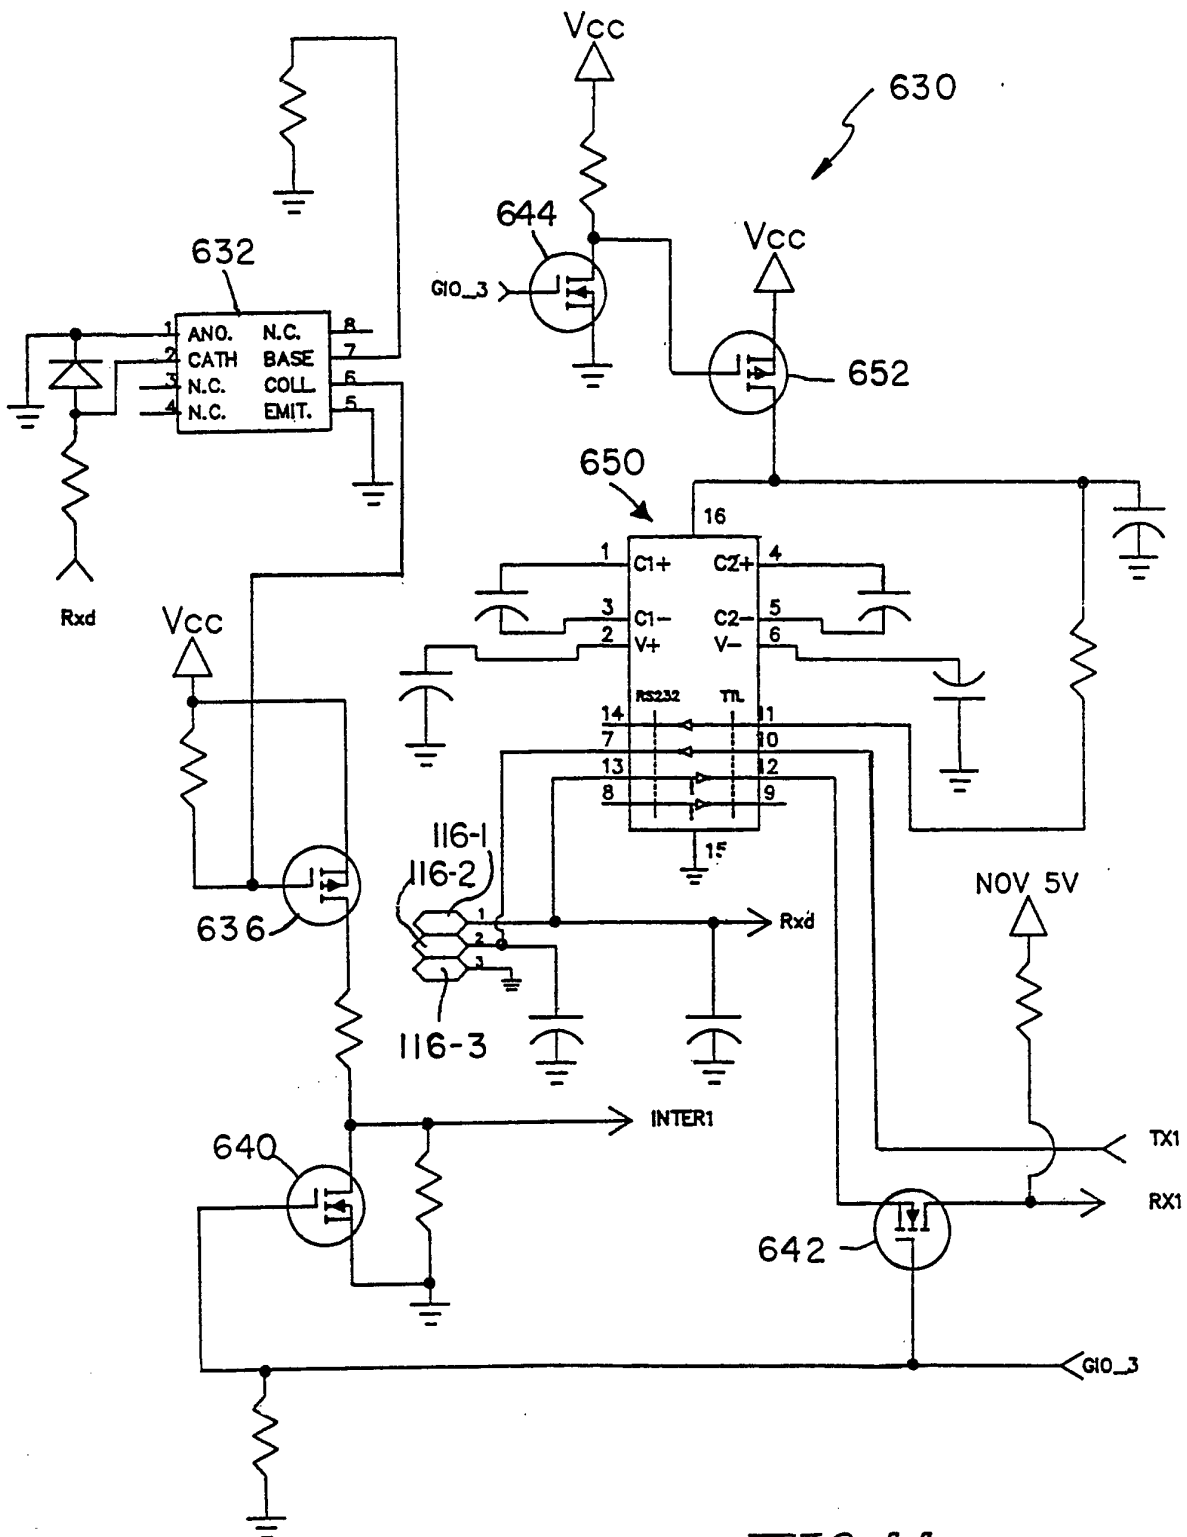 Vcc
630
644
Vcc
632
GIO_3
1 ANO. N.C. 8
2 CATH BASE 7
3 N.C. COLL. 6
4 N.C. EMIT. 5
652
650
16
1 C1+ C2+ 4
3 C1- C2- 5
2 V+ V- 6
Rxd
Vcc
RS232 TTL
14 11
7 10
13 12
8 9
15
116-1
116-2
NOV 5V
1
Rxd
2
3
636
116-3
INTER1
640
TX1
RX1
642
GIO_3